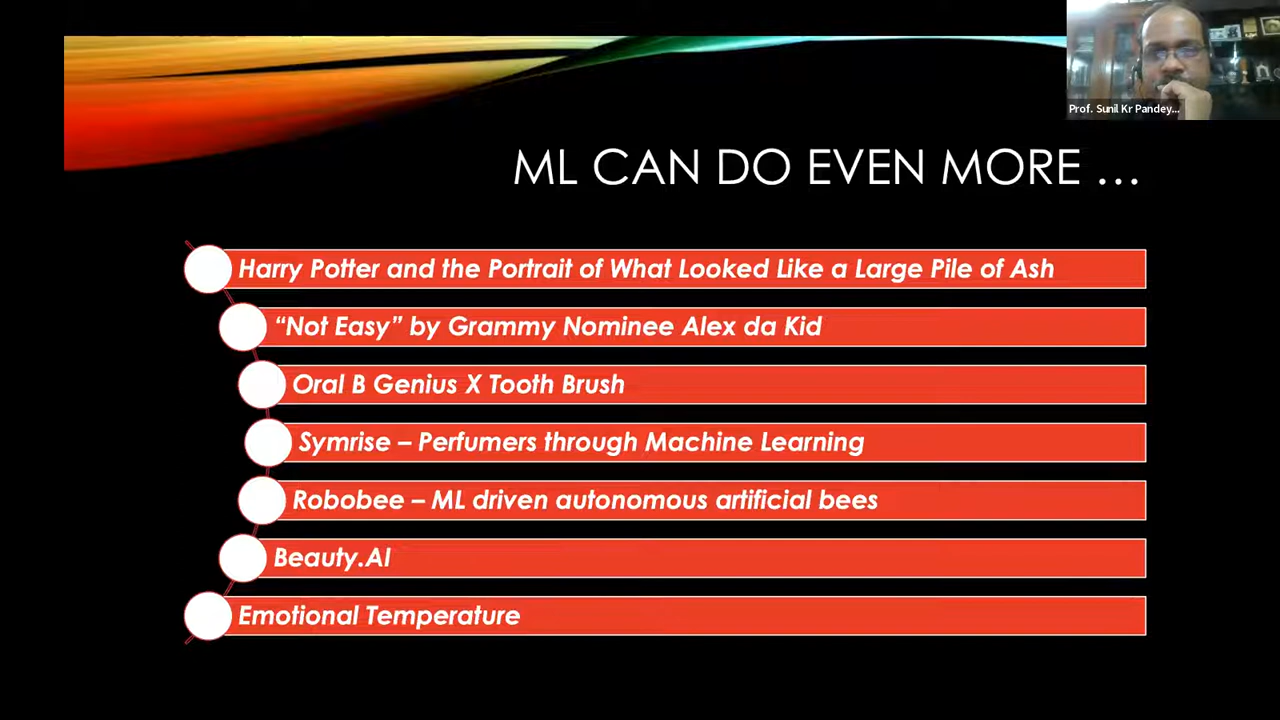 Prof. Sunil Kr Pandey...
ML CAN DO EVEN MORE …
Harry Potter and the Portrait of What Looked Like a Large Pile of Ash
“Not Easy” by Grammy Nominee Alex da Kid
Oral B Genius X Tooth Brush
Symrise – Perfumers through Machine Learning
Robobee – ML driven autonomous artificial bees
Beauty.AI
Emotional Temperature